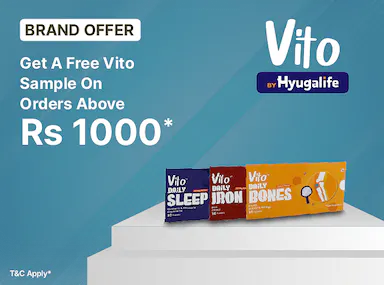 BRAND OFFER
Get A Free Vito
Sample On
Orders Above
Rs 1000*
Vito
BY Hyugalife
Vito
DAILY
SLEEP
Vito
DAILY
IRON
Vito
DAILY
BONES
T&C Apply*